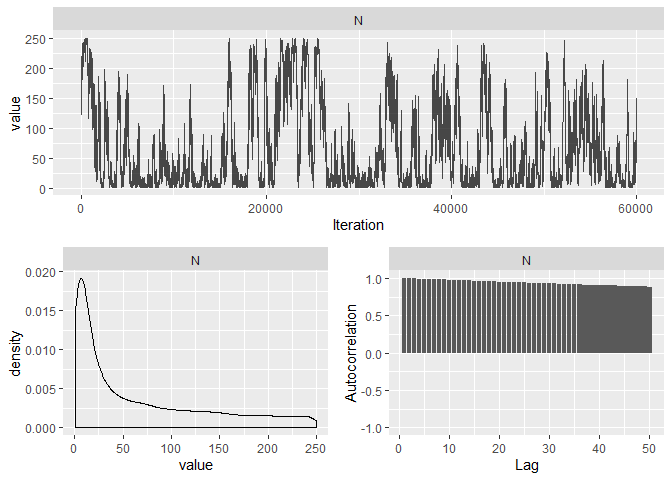 N
250
200
150
100
50
0
value
0 20000 40000 60000
Iteration
N
0.020
0.015
0.010
0.005
0.000
density
0 50 100 150 200 250
value
N
1.0
0.5
0.0
-0.5
-1.0
Autocorrelation
0 10 20 30 40 50
Lag